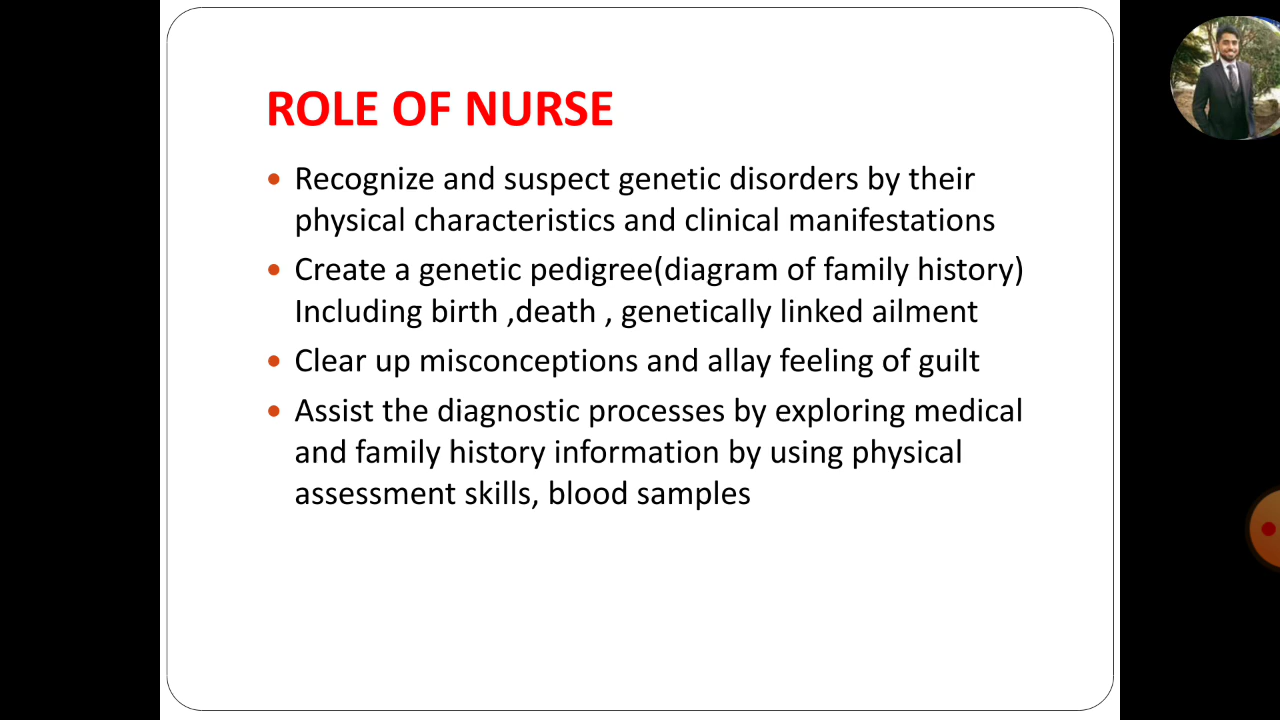 ROLE OF NURSE
• Recognize and suspect genetic disorders by their
physical characteristics and clinical manifestations
• Create a genetic pedigree(diagram of family history)
Including birth ,death , genetically linked ailment
• Clear up misconceptions and allay feeling of guilt
• Assist the diagnostic processes by exploring medical
and family history information by using physical
assessment skills, blood samples